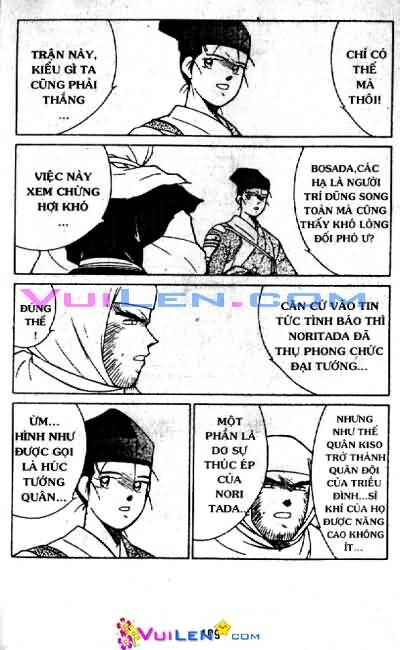 TRẬN NÀY,
KIỂU GÌ TA
CŨNG PHẢI
THẮNG
...
CHỈ CÓ
THẾ
MÀ
THÔI!
VIỆC NÀY
XEM CHỪNG
HƠI KHÓ
...
BOSADA, CÁC
HẠ LÀ NGƯỜI
TRÍ DŨNG SONG
TOÀN MÀ CŨNG
THẤY KHÓ LÒNG
ĐỐI PHÓ Ư?
ĐÚNG
THẾ
!
CĂN CỨ VÀO TIN
TỨC TÌNH BÁO THÌ
NORITADA ĐÃ
THỤ PHONG CHỨC
ĐẠI TƯỚNG...
VUILEN.COM
ỪM...
HÌNH NHƯ
ĐƯỢC GỌI
LÀ HÚC
TƯỚNG
QUÂN...
MỘT
PHẦN LÀ
DO SỰ
THÚC ÉP
CỦA
NORI
TADA...
NHƯNG
NHƯ THẾ
QUÂN KISO
TRỞ THÀNH
QUÂN ĐỘI
CỦA TRIỀU
ĐÌNH...SĨ
KHÍ CỦA HỌ
ĐƯỢC NÂNG
CAO KHÔNG
ÍT...
VUILEN.COM